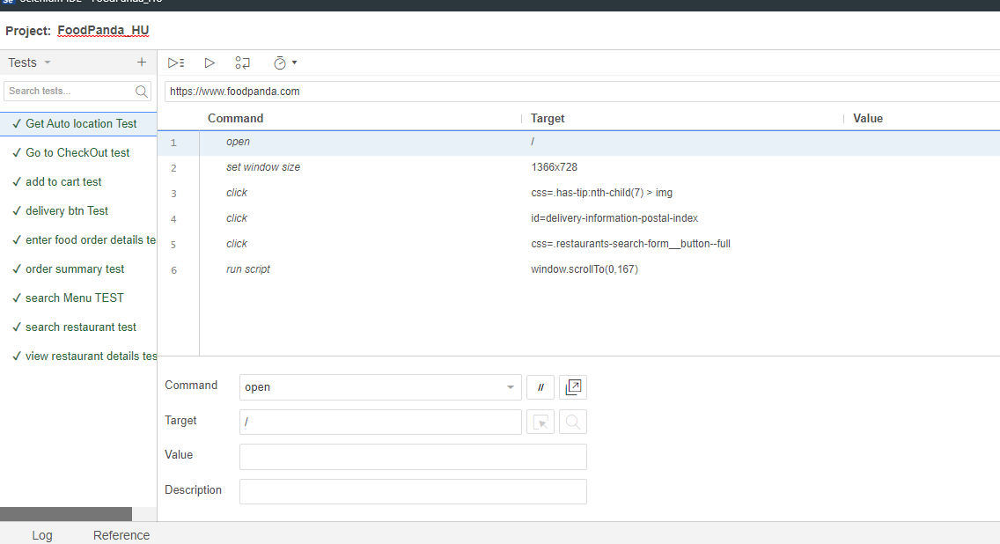 Selenium IDE - FoodPanda_HU
Project: FoodPanda_HU
Tests
Search tests...
https://www.foodpanda.com
Command Target Value
✓ Get Auto location Test
✓ Go to CheckOut test
✓ add to cart test
✓ delivery btn Test
✓ enter food order details te
✓ order summary test
✓ search Menu TEST
✓ search restaurant test
✓ view restaurant details tes
1 open /
2 set window size 1366x728
3 click css=.has-tip:nth-child(7) > img
4 click id=delivery-information-postal-index
5 click css=.restaurants-search-form__button--full
6 run script window.scrollTo(0,167)
Command open //
Target /
Value
Description
Log Reference